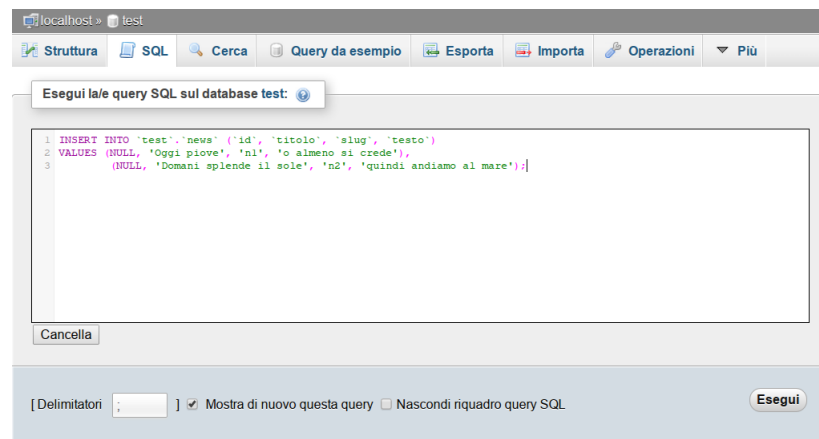 localhost » test
Struttura SQL Cerca Query da esempio Esporta Importa Operazioni Più
Esegui la/e query SQL sul database test:
1 INSERT INTO `test`.`news` (`id`, `titolo`, `slug`, `testo`)
2 VALUES (NULL, 'Oggi piove', 'n1', 'o almeno si crede'),
3 (NULL, 'Domani splende il sole', 'n2', 'quindi andiamo al mare');
Cancella
[ Delimitatori ; ] Mostra di nuovo questa query Nascondi riquadro query SQL Esegui